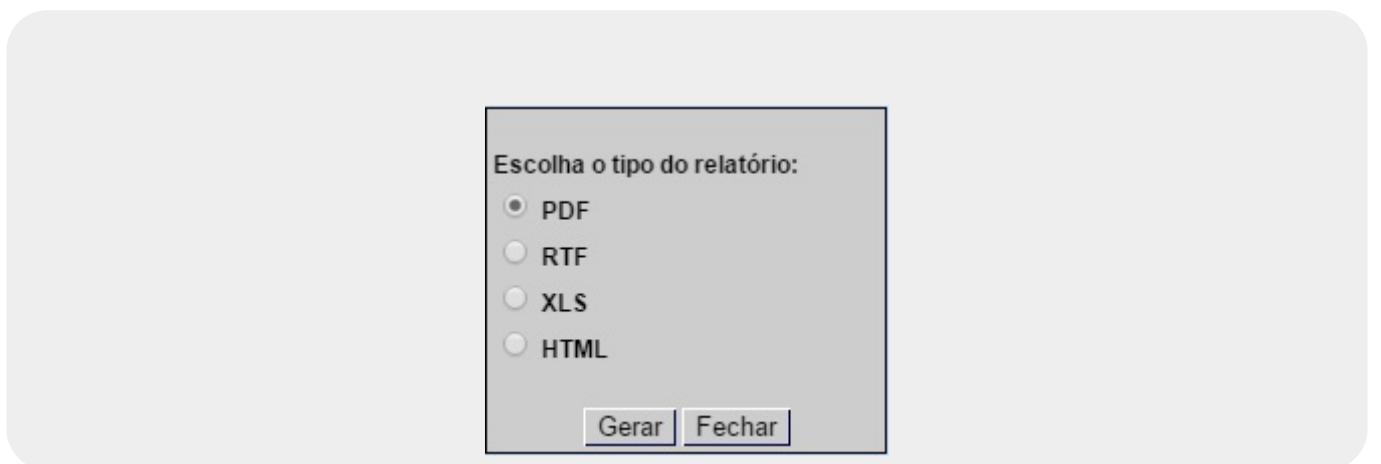 Escolha o tipo do relatório:
PDF
RTF
XLS
HTML
Gerar Fechar